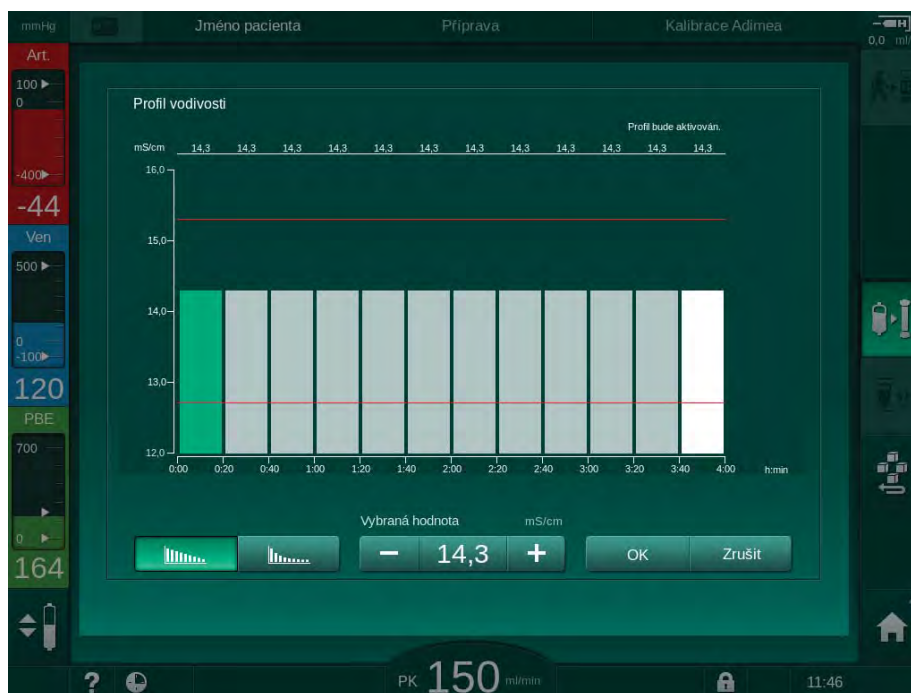 mmHg Jméno pacienta Příprava Kalibrace Adimea
H
0,0 ml/
Art.
100
0
-400
-44
Ven
500
0
-100
120
PBE
700
0
164
Profil vodivosti
Profil bude aktivován.
mS/cm 14,3 14,3 14,3 14,3 14,3 14,3 14,3 14,3 14,3 14,3 14,3 14,3
16,0
15,0
14,0
13,0
12,0
0:00 0:20 0:40 1:00 1:20 1:40 2:00 2:20 2:40 3:00 3:20 3:40 4:00 h:min
Vybraná hodnota mS/cm
− 14,3 + OK Zrušit
? PK 150 ml/min 11:46